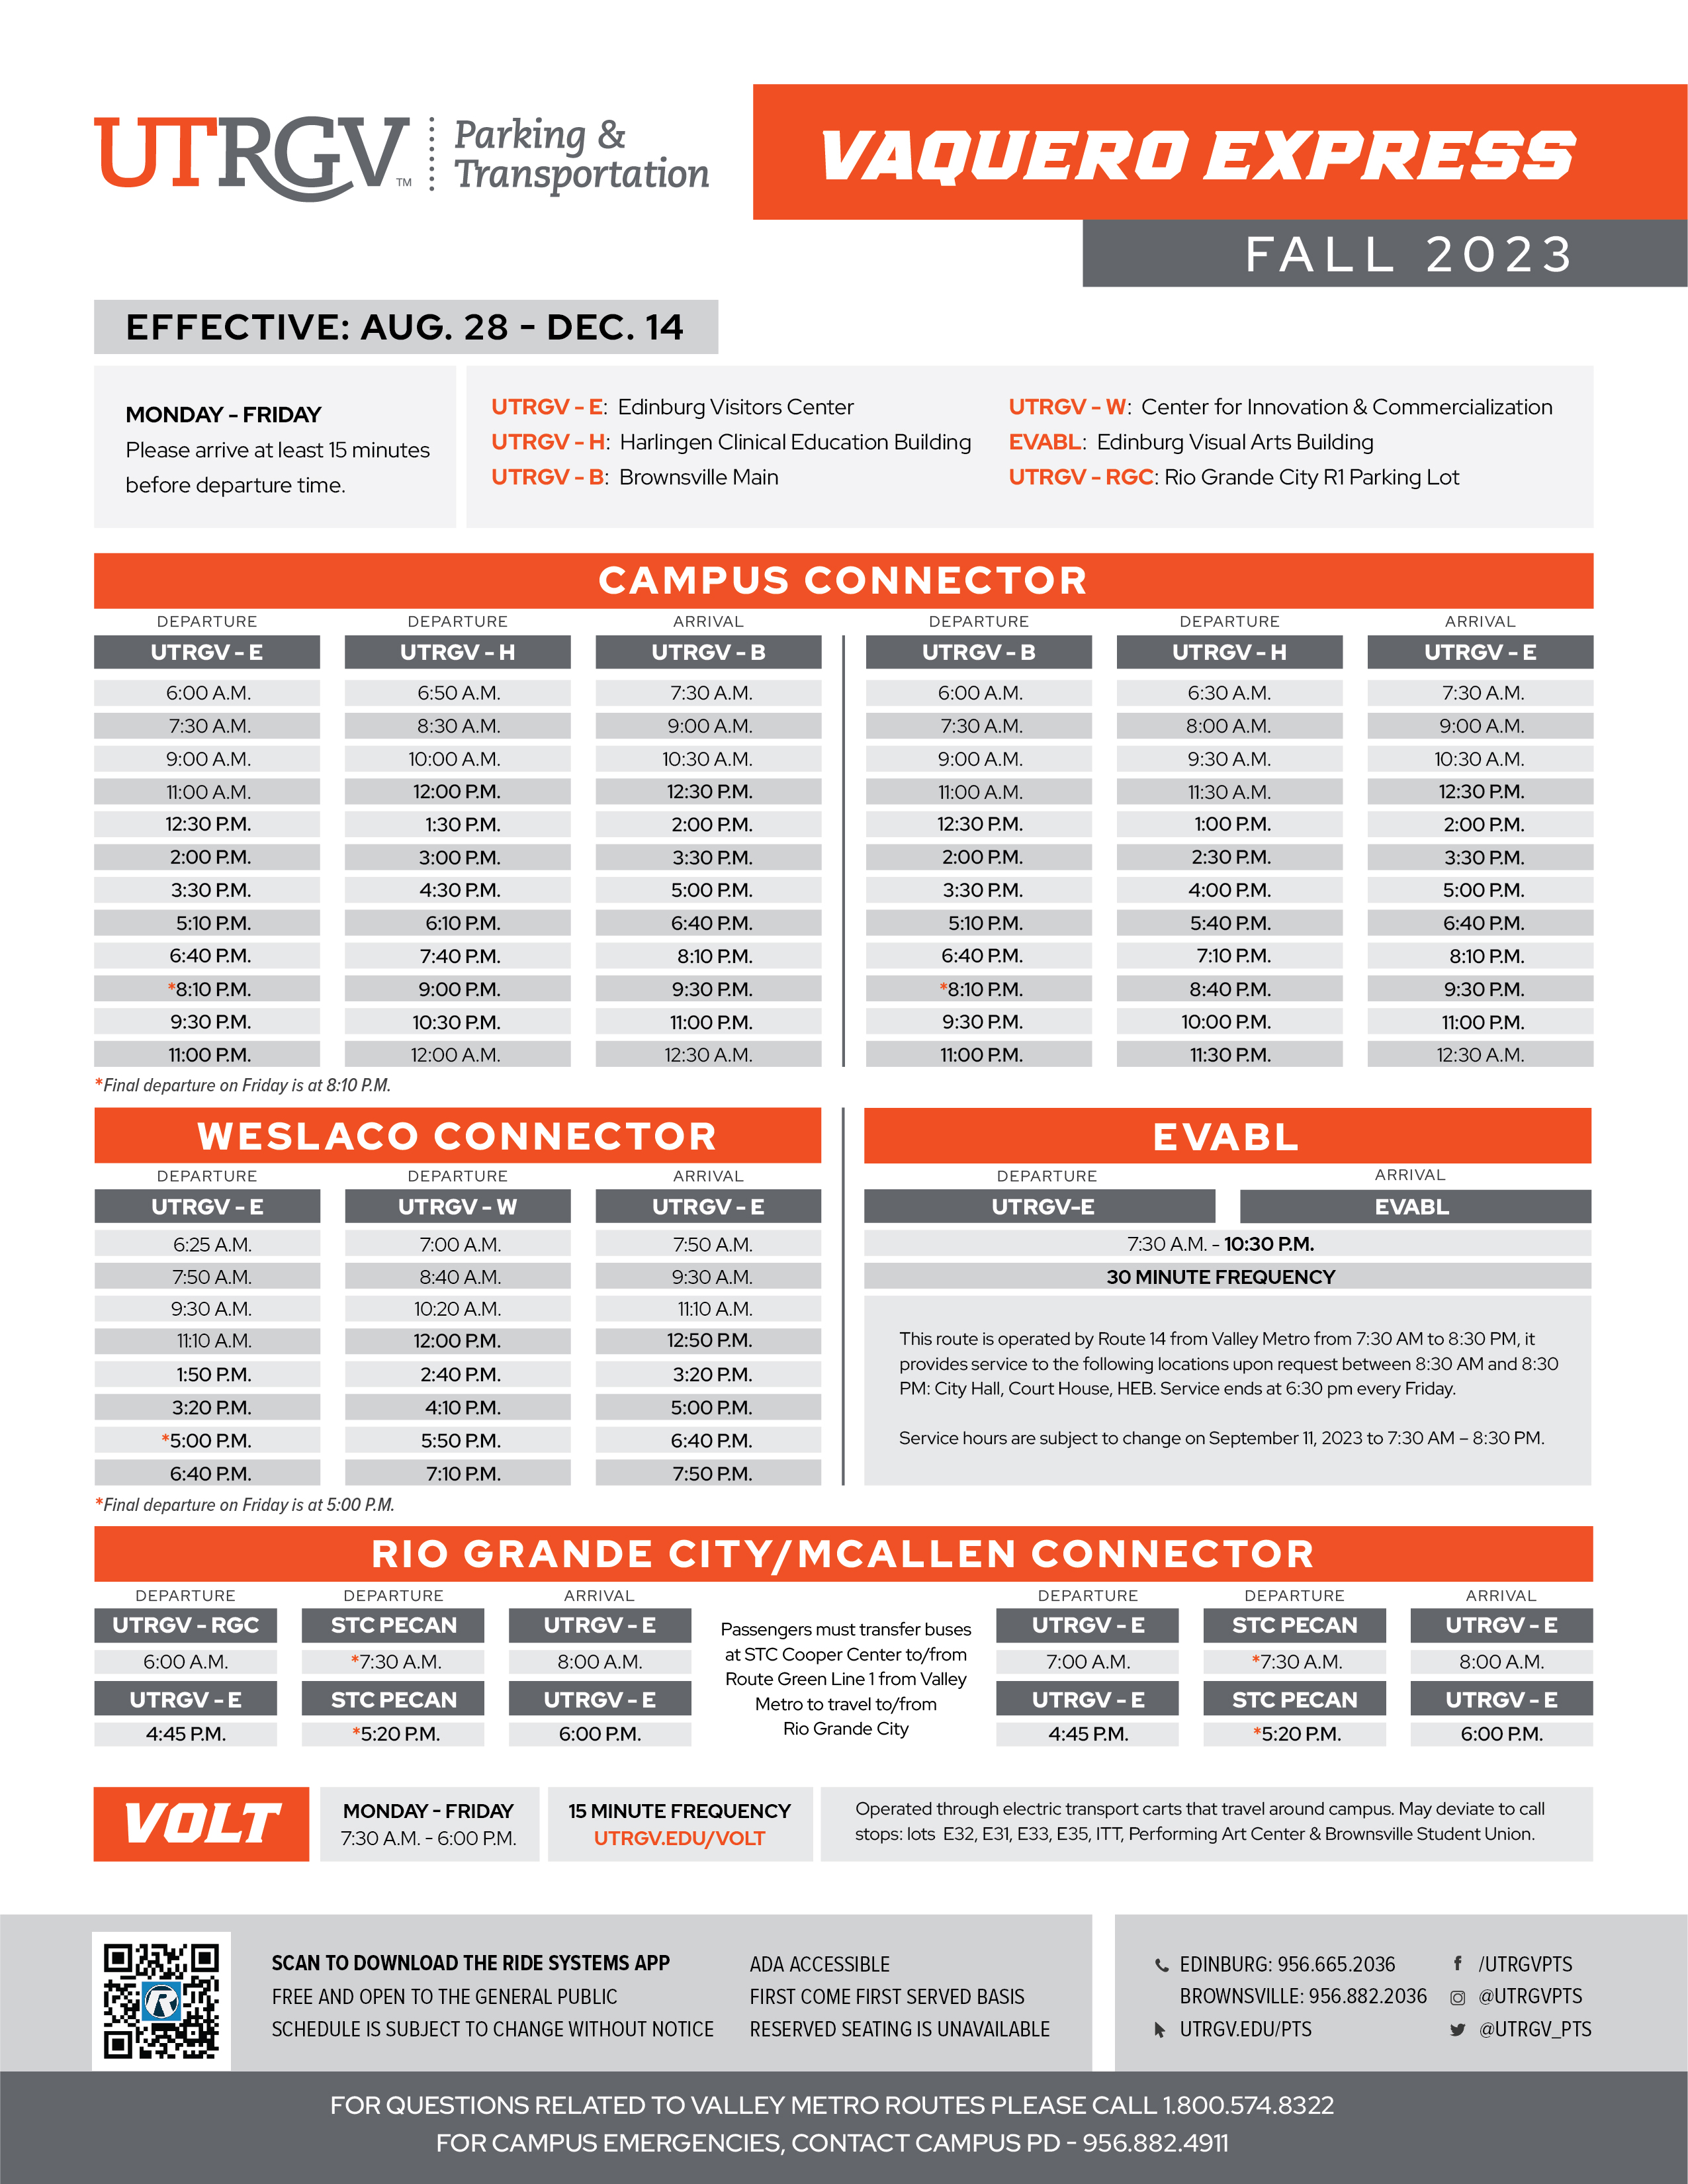 UTRGV™
Parking &
Transportation
VAQUERO EXPRESS
FALL 2023
EFFECTIVE: AUG. 28 - DEC. 14
MONDAY - FRIDAY
Please arrive at least 15 minutes
before departure time.
UTRGV - E: Edinburg Visitors Center
UTRGV - H: Harlingen Clinical Education Building
UTRGV - B: Brownsville Main
UTRGV - W: Center for Innovation & Commercialization
EVABL: Edinburg Visual Arts Building
UTRGV - RGC: Rio Grande City R1 Parking Lot
CAMPUS CONNECTOR
DEPARTURE DEPARTURE ARRIVAL DEPARTURE DEPARTURE ARRIVAL
UTRGV - E UTRGV - H UTRGV - B UTRGV - B UTRGV - H UTRGV - E
6:00 A.M. 6:50 A.M. 7:30 A.M. 6:00 A.M. 6:30 A.M. 7:30 A.M.
7:30 A.M. 8:30 A.M. 9:00 A.M. 7:30 A.M. 8:00 A.M. 9:00 A.M.
9:00 A.M. 10:00 A.M. 10:30 A.M. 9:00 A.M. 9:30 A.M. 10:30 A.M.
11:00 A.M. 12:00 P.M. 12:30 P.M. 11:00 A.M. 11:30 A.M. 12:30 P.M.
12:30 P.M. 1:30 P.M. 2:00 P.M. 12:30 P.M. 1:00 P.M. 2:00 P.M.
2:00 P.M. 3:00 P.M. 3:30 P.M. 2:00 P.M. 2:30 P.M. 3:30 P.M.
3:30 P.M. 4:30 P.M. 5:00 P.M. 3:30 P.M. 4:00 P.M. 5:00 P.M.
5:10 P.M. 6:10 P.M. 6:40 P.M. 5:10 P.M. 5:40 P.M. 6:40 P.M.
6:40 P.M. 7:40 P.M. 8:10 P.M. 6:40 P.M. 7:10 P.M. 8:10 P.M.
*8:10 P.M. 9:00 P.M. 9:30 P.M. *8:10 P.M. 8:40 P.M. 9:30 P.M.
9:30 P.M. 10:30 P.M. 11:00 P.M. 9:30 P.M. 10:00 P.M. 11:00 P.M.
11:00 P.M. 12:00 A.M. 12:30 A.M. 11:00 P.M. 11:30 P.M. 12:30 A.M.
*Final departure on Friday is at 8:10 P.M.
WESLACO CONNECTOR
DEPARTURE DEPARTURE ARRIVAL
UTRGV - E UTRGV - W UTRGV - E
6:25 A.M. 7:00 A.M. 7:50 A.M.
7:50 A.M. 8:40 A.M. 9:30 A.M.
9:30 A.M. 10:20 A.M. 11:10 A.M.
11:10 A.M. 12:00 P.M. 12:50 P.M.
1:50 P.M. 2:40 P.M. 3:20 P.M.
3:20 P.M. 4:10 P.M. 5:00 P.M.
*5:00 P.M. 5:50 P.M. 6:40 P.M.
6:40 P.M. 7:10 P.M. 7:50 P.M.
*Final departure on Friday is at 5:00 P.M.
EVABL
DEPARTURE ARRIVAL
UTRGV-E EVABL
7:30 A.M. - 10:30 P.M.
30 MINUTE FREQUENCY
This route is operated by Route 14 from Valley Metro from 7:30 AM to 8:30 PM, it
provides service to the following locations upon request between 8:30 AM and 8:30
PM: City Hall, Court House, HEB. Service ends at 6:30 pm every Friday.
Service hours are subject to change on September 11, 2023 to 7:30 AM – 8:30 PM.
RIO GRANDE CITY/MCALLEN CONNECTOR
DEPARTURE DEPARTURE ARRIVAL
UTRGV - RGC STC PECAN UTRGV - E
6:00 A.M. *7:30 A.M. 8:00 A.M.
UTRGV - E STC PECAN UTRGV - E
4:45 P.M. *5:20 P.M. 6:00 P.M.
Passengers must transfer buses
at STC Cooper Center to/from
Route Green Line 1 from Valley
Metro to travel to/from
Rio Grande City
DEPARTURE DEPARTURE ARRIVAL
UTRGV - E STC PECAN UTRGV - E
7:00 A.M. *7:30 A.M. 8:00 A.M.
UTRGV - E STC PECAN UTRGV - E
4:45 P.M. *5:20 P.M. 6:00 P.M.
VOLT
MONDAY - FRIDAY
7:30 A.M. - 6:00 P.M.
15 MINUTE FREQUENCY
UTRGV.EDU/VOLT
Operated through electric transport carts that travel around campus. May deviate to call
stops: lots E32, E31, E33, E35, ITT, Performing Art Center & Brownsville Student Union.
R
SCAN TO DOWNLOAD THE RIDE SYSTEMS APP
FREE AND OPEN TO THE GENERAL PUBLIC
SCHEDULE IS SUBJECT TO CHANGE WITHOUT NOTICE
ADA ACCESSIBLE
FIRST COME FIRST SERVED BASIS
RESERVED SEATING IS UNAVAILABLE
EDINBURG: 956.665.2036
BROWNSVILLE: 956.882.2036
UTRGV.EDU/PTS
/UTRGVPTS
@UTRGVPTS
@UTRGV_PTS
FOR QUESTIONS RELATED TO VALLEY METRO ROUTES PLEASE CALL 1.800.574.8322
FOR CAMPUS EMERGENCIES, CONTACT CAMPUS PD - 956.882.4911